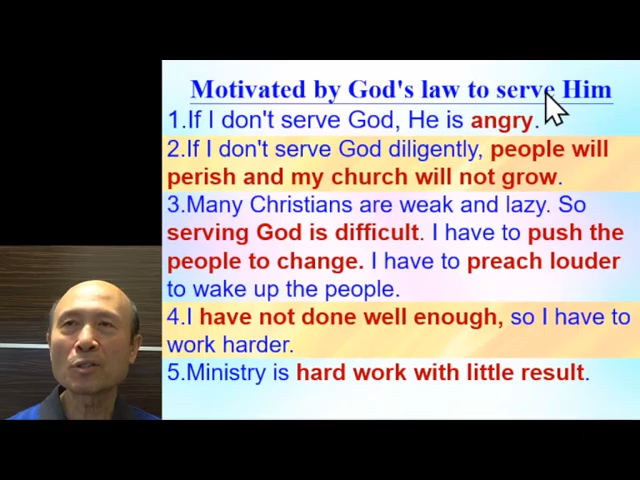 Motivated by God's law to serve Him
1.If I don't serve God, He is angry.
2.If I don't serve God diligently, people will
perish and my church will not grow.
3.Many Christians are weak and lazy. So
serving God is difficult. I have to push the
people to change. I have to preach louder
to wake up the people.
4.I have not done well enough, so I have to
work harder.
5.Ministry is hard work with little result.